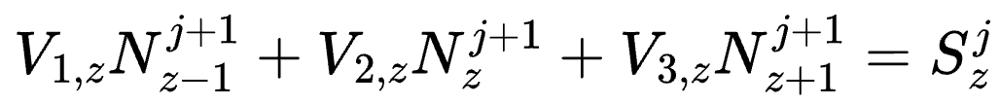 V_{1,z} N_{z-1}^{j+1} + V_{2,z} N_{z}^{j+1} + V_{3,z} N_{z+1}^{j+1} = S_{z}^{j}